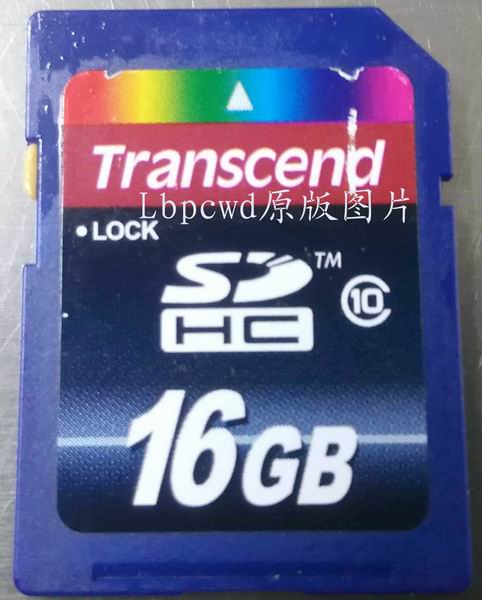 Transcend
Lbpcwd原版图片
• LOCK
SD TM
HC
10
16GB